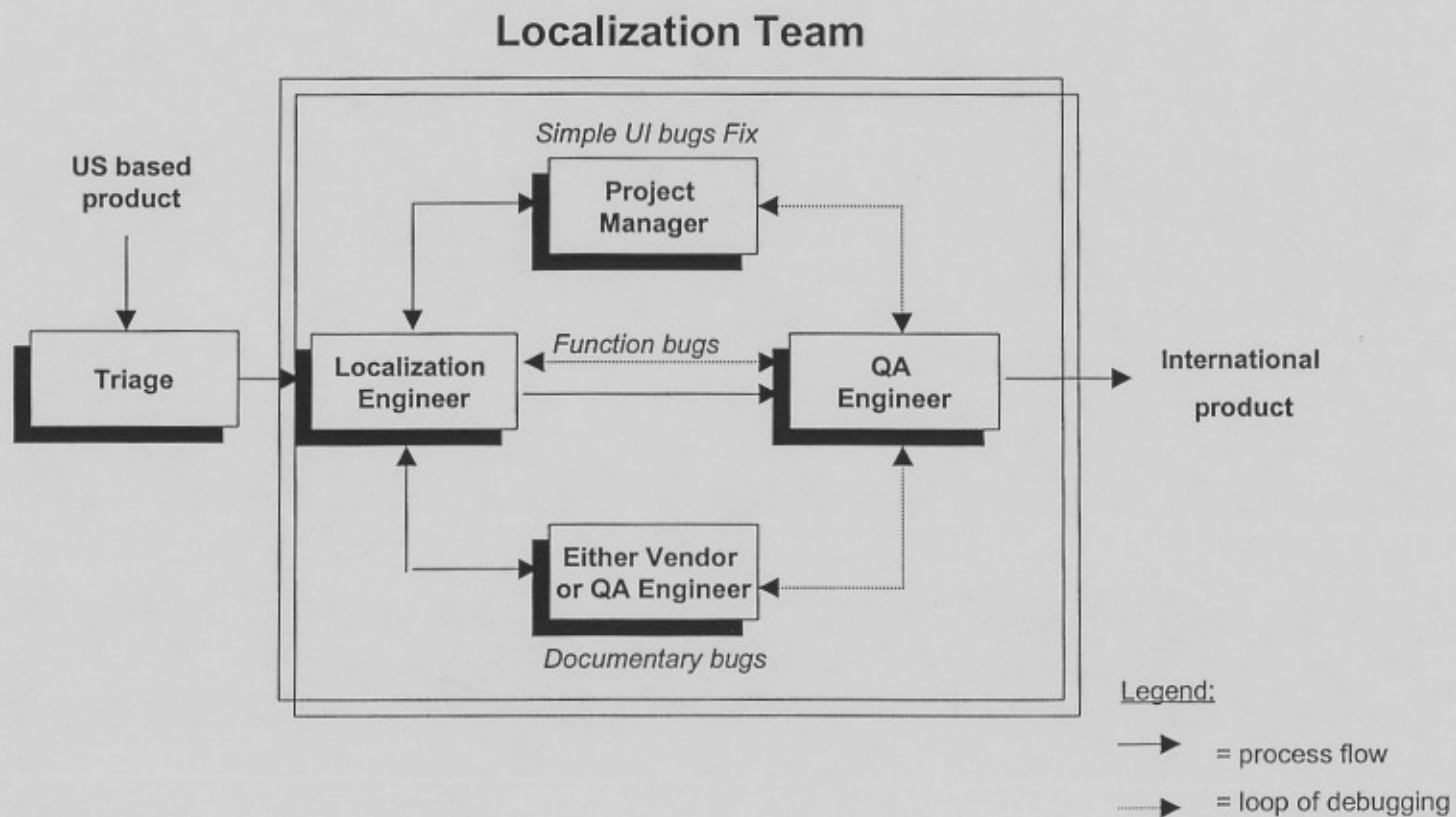 Localization Team
Simple UI bugs Fix
US based
product
Project
Manager
Triage
Localization
Engineer
Function bugs
QA
Engineer
International
product
Either Vendor
or QA Engineer
Documentary bugs
Legend:
= process flow
= loop of debugging